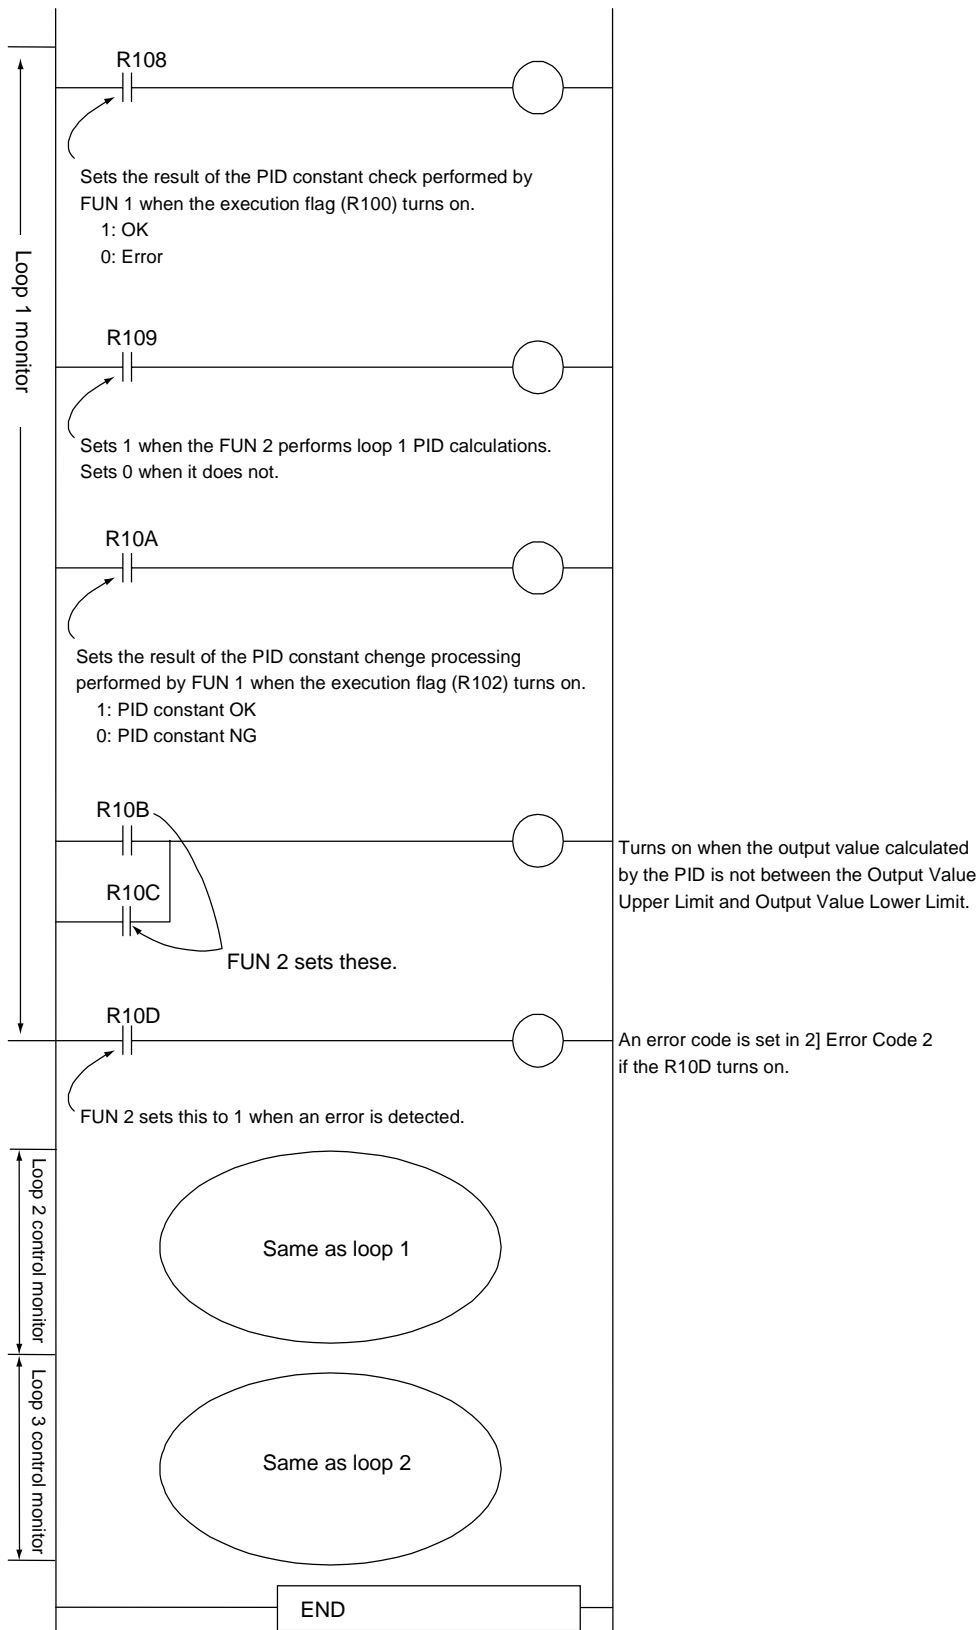 R108
Sets the result of the PID constant check performed by
FUN 1 when the execution flag (R100) turns on.
1: OK
0: Error
Loop 1 monitor
R109
Sets 1 when the FUN 2 performs loop 1 PID calculations.
Sets 0 when it does not.
R10A
Sets the result of the PID constant chenge processing
performed by FUN 1 when the execution flag (R102) turns on.
1: PID constant OK
0: PID constant NG
R10B
Turns on when the output value calculated
by the PID is not between the Output Value
Upper Limit and Output Value Lower Limit.
R10C
FUN 2 sets these.
R10D
An error code is set in 2] Error Code 2
if the R10D turns on.
FUN 2 sets this to 1 when an error is detected.
Loop 2 control monitor
Same as loop 1
Loop 3 control monitor
Same as loop 2
END